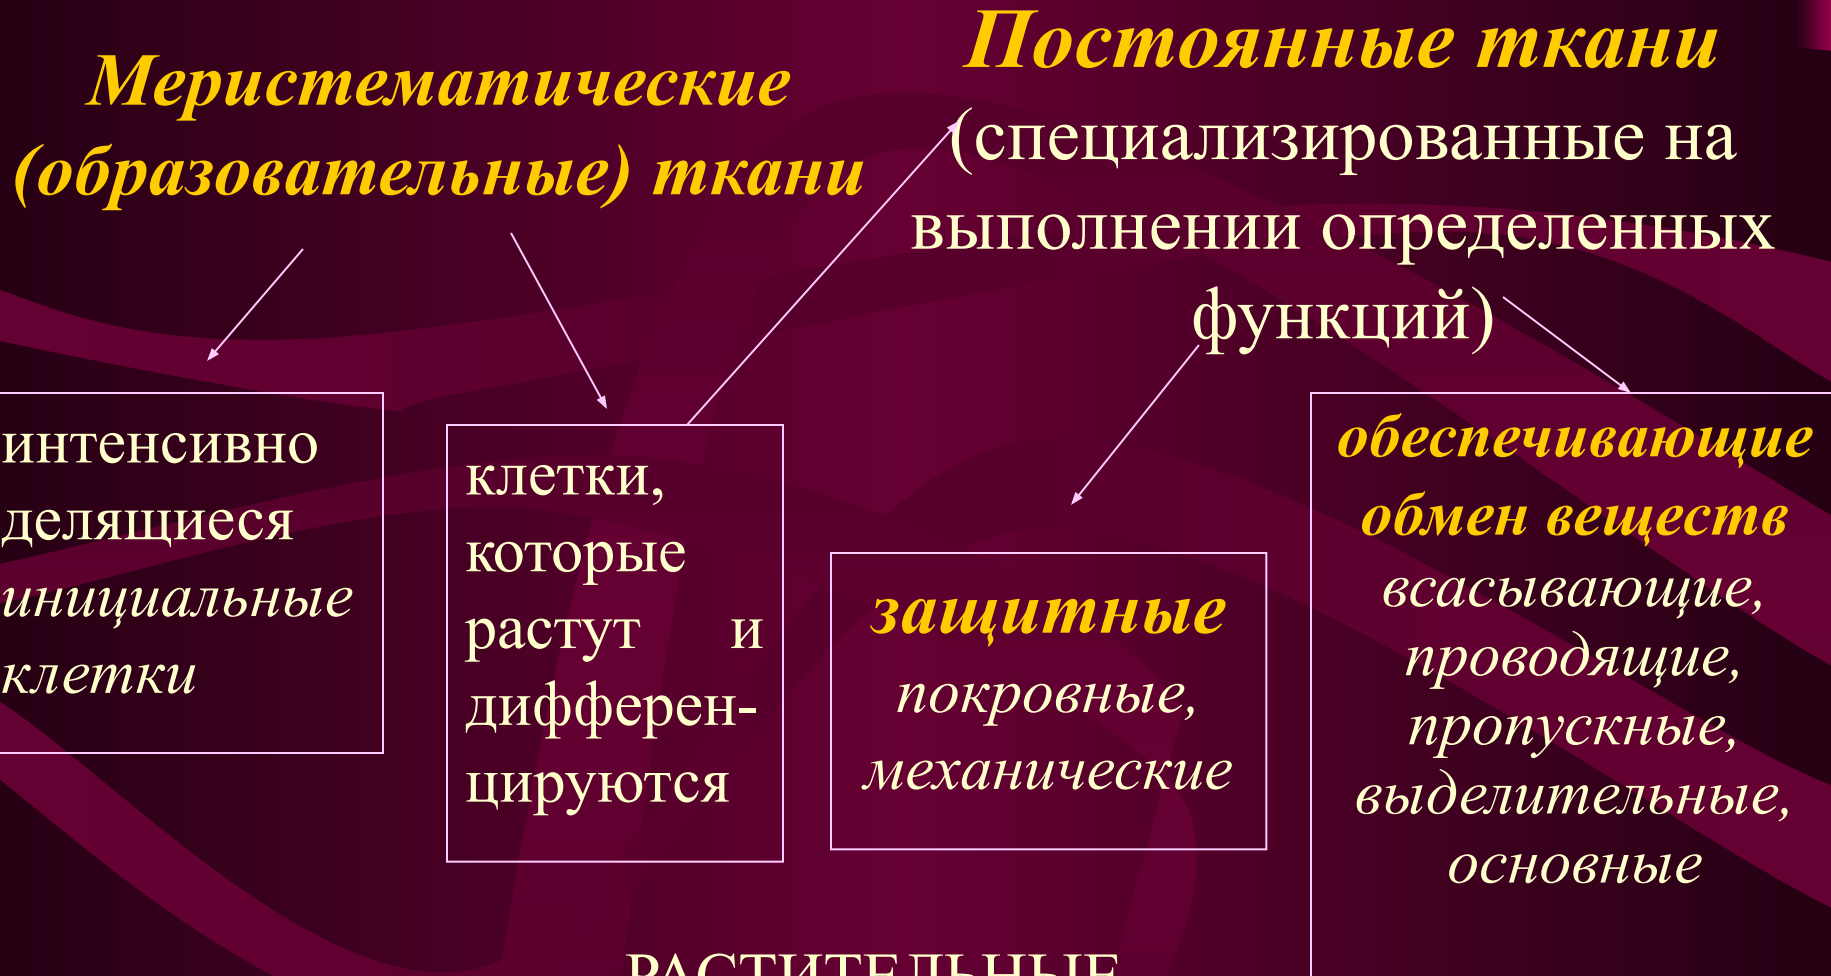 Меристематические
(образовательные) ткани
Постоянные ткани
(специализированные на
выполнении определенных
функций)
интенсивно
делящиеся
инициальные
клетки
клетки,
которые
растут и
дифферен-
цируются
защитные
покровные,
механические
обеспечивающие
обмен веществ
всасывающие,
проводящие,
пропускные,
выделительные,
основные
РАСТИТЕЛЬНЫЕ